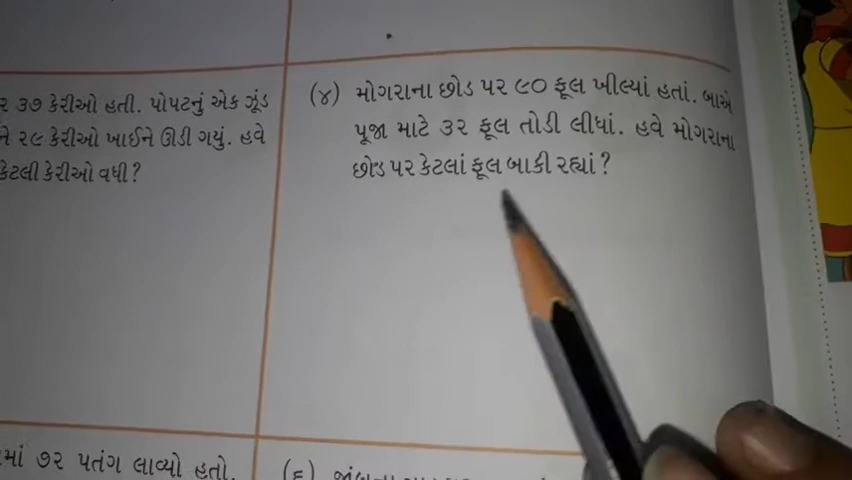 ૨ ૩૭ કેરીઓ હતી. પોપટનું એક ઝૂંડ
ને ૨૯ કેરીઓ ખાઈને ઊડી ગયું. હવે
કેટલી કેરીઓ વધી?
(૪) મોગરાના છોડ પર ૯૦ ફૂલ ખીલ્યાં હતાં. બાએ
પૂજા માટે ૩૨ ફૂલ તોડી લીધાં. હવે મોગરાના
છોડ પર કેટલાં ફૂલ બાકી રહ્યાં?
માં ૭૨ પતંગ લાવ્યો હતો.
(૬)